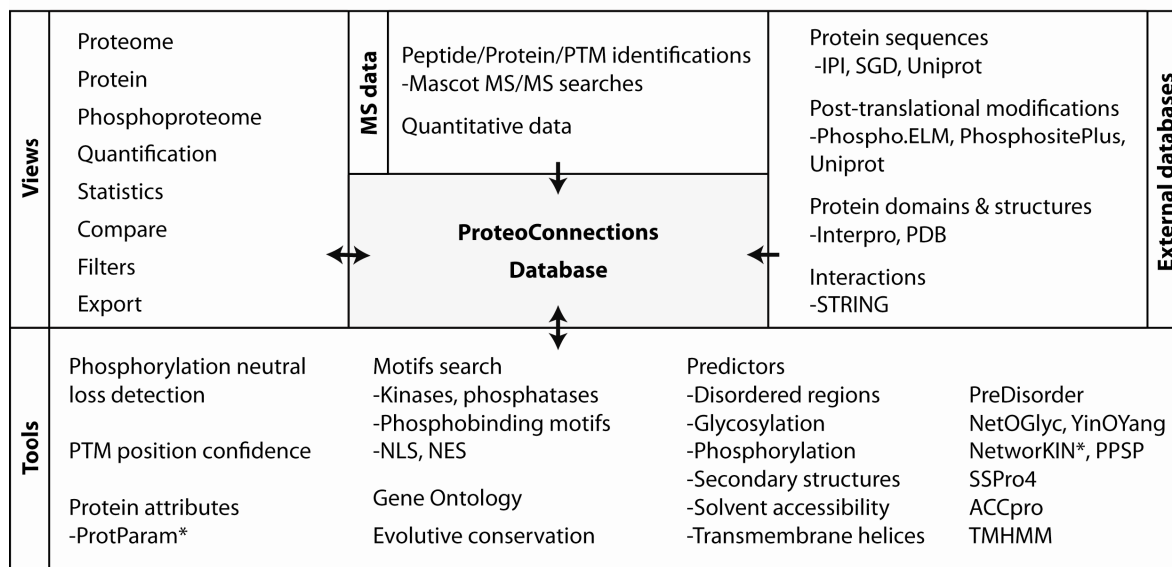 Views
Proteome
Protein
Phosphoproteome
Quantification
Statistics
Compare
Filters
Export
MS data
Peptide/Protein/PTM identifications
-Mascot MS/MS searches
Quantitative data
ProteoConnections
Database
External databases
Protein sequences
-IPI, SGD, Uniprot
Post-translational modifications
-Phospho.ELM, PhosphositePlus,
Uniprot
Protein domains & structures
-Interpro, PDB
Interactions
-STRING
Tools
Phosphorylation neutral
loss detection
PTM position confidence
Protein attributes
-ProtParam*
Motifs search
-Kinases, phosphatases
-Phosphobinding motifs
-NLS, NES
Gene Ontology
Evolutive conservation
Predictors
-Disordered regions PreDisorder
-Glycosylation NetOGlyc, YinOYang
-Phosphorylation NetworKIN*, PPSP
-Secondary structures SSPro4
-Solvent accessibility ACCpro
-Transmembrane helices TMHMM